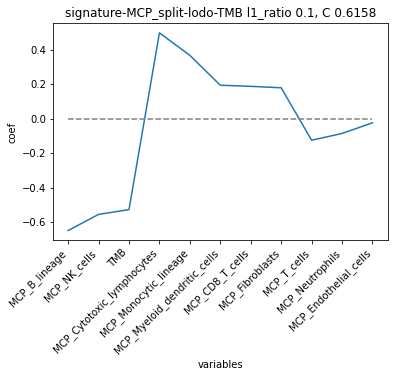 signature-MCP_split-lodo-TMB l1_ratio 0.1, C 0.6158
coef
0.4
0.2
0.0
−0.2
−0.4
−0.6
MCP_B_lineage
MCP_NK_cells
TMB
MCP_Cytotoxic_lymphocytes
MCP_Monocytic_lineage
MCP_Myeloid_dendritic_cells
MCP_CD8_T_cells
MCP_Fibroblasts
MCP_T_cells
MCP_Neutrophils
MCP_Endothelial_cells
variables